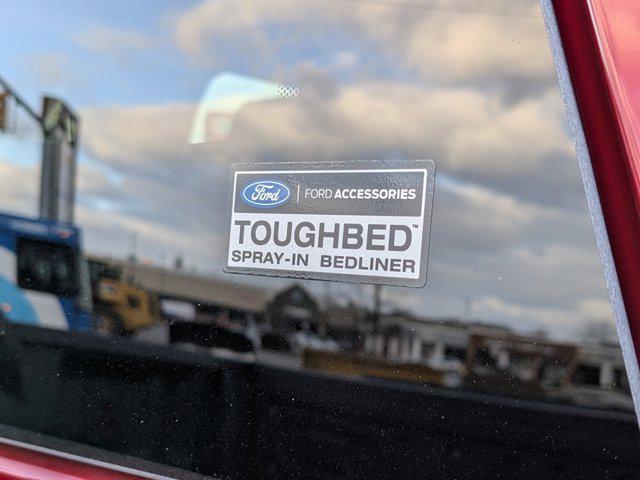 Ford | FORD ACCESSORIES
TOUGHBED™
SPRAY-IN BEDLINER